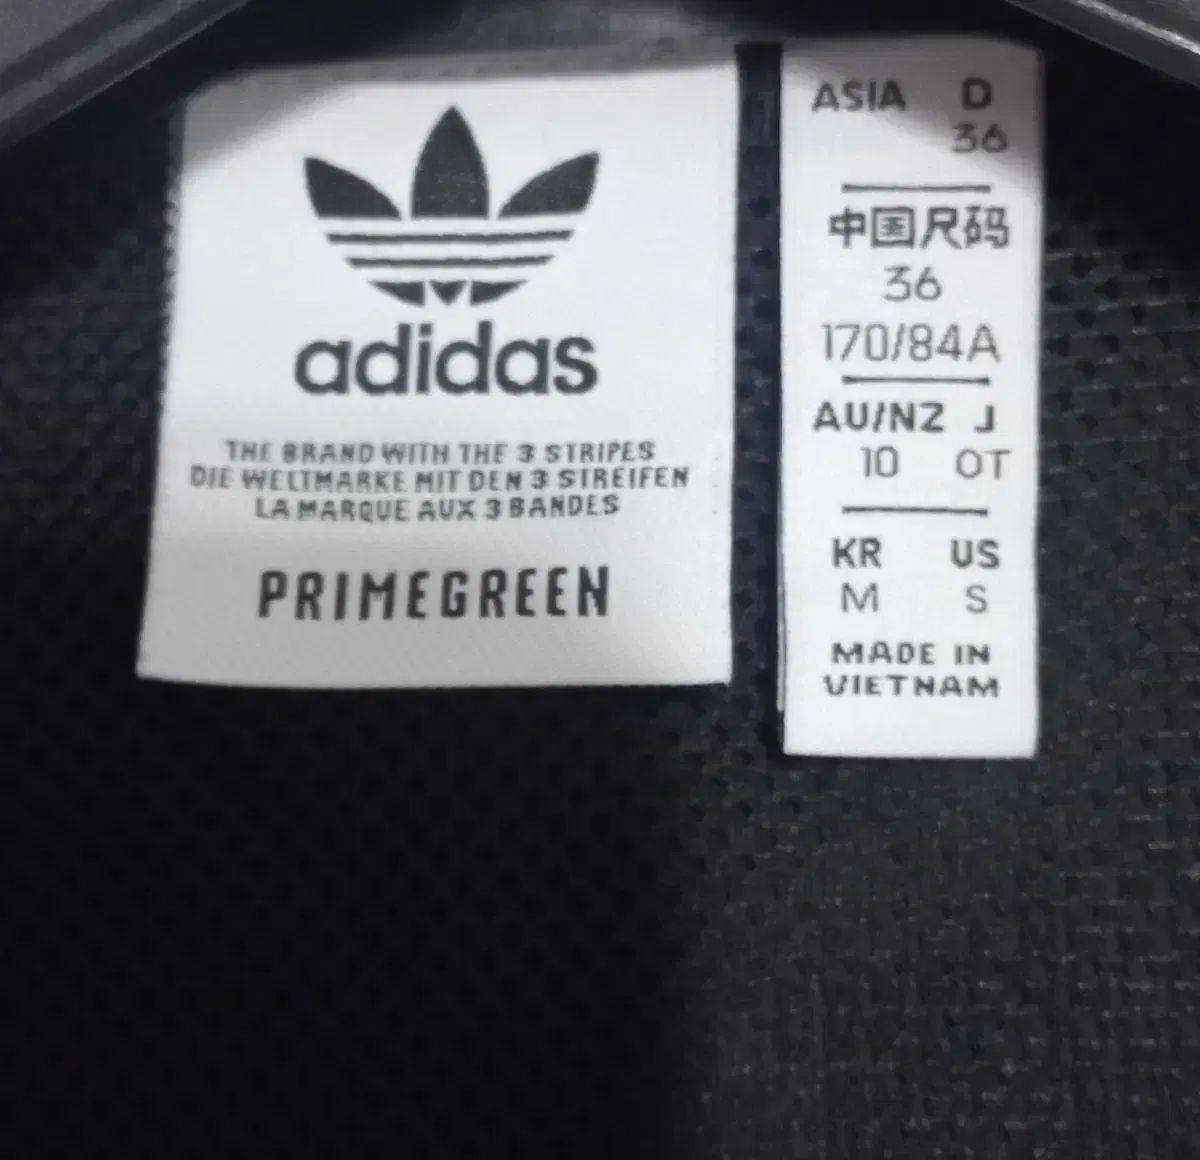 adidas
THE BRAND WITH THE 3 STRIPES
DIE WELTMARKE MIT DEN 3 STREIFEN
LA MARQUE AUX 3 BANDES
PRIMEGREEN
ASIA D
36
中国尺码
36
170/84A
AU/NZ J
10 OT
KR US
M S
MADE IN
VIETNAM